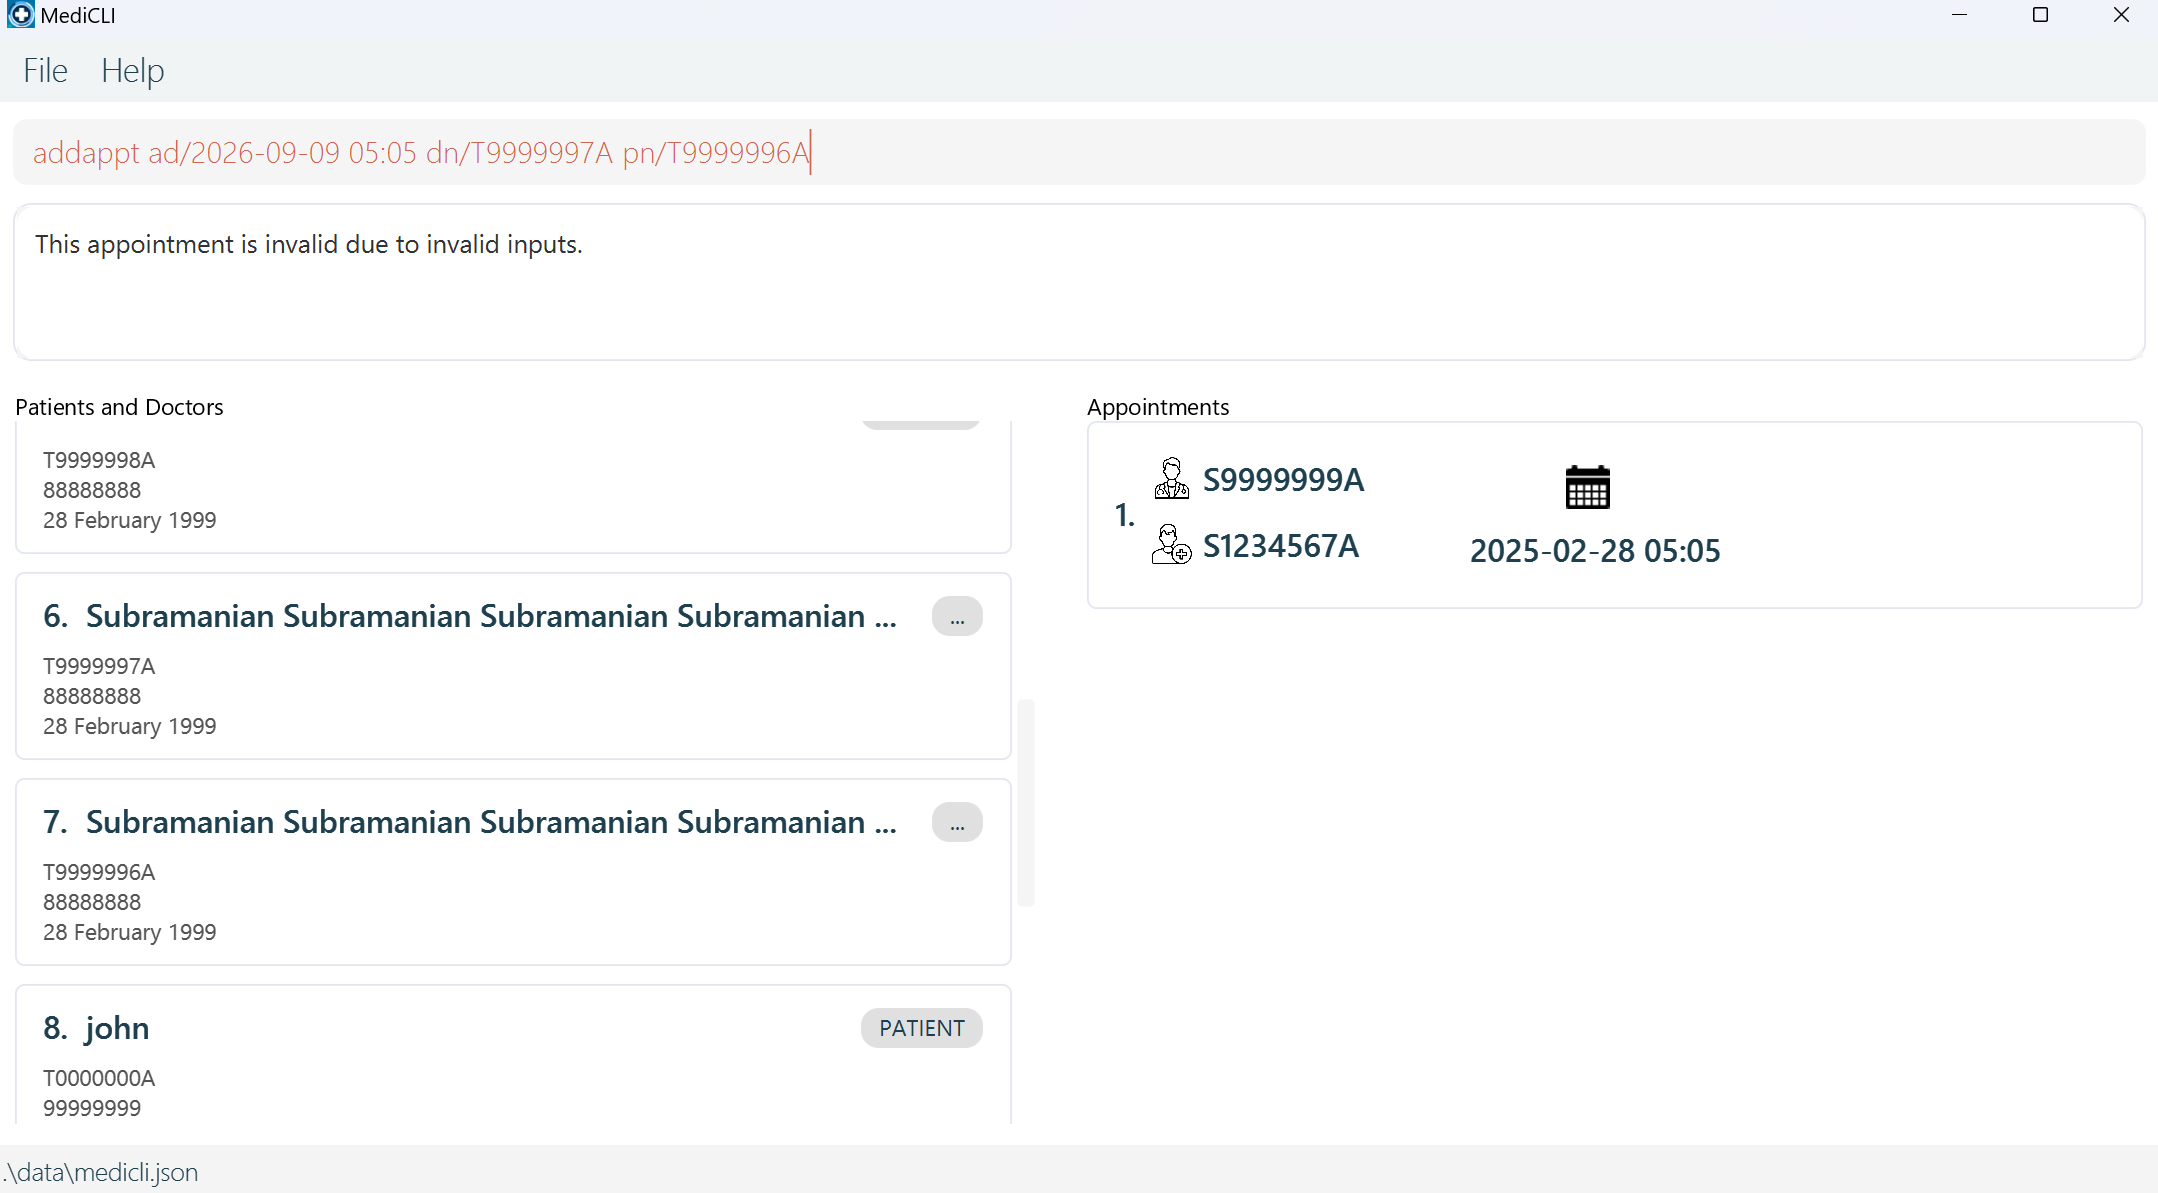 MediCLI
File Help
addappt ad/2026-09-09 05:05 dn/T9999997A pn/T9999996A
This appointment is invalid due to invalid inputs.
Patients and Doctors
T9999998A
88888888
28 February 1999
6. Subramanian Subramanian Subramanian Subramanian ...
...
T9999997A
88888888
28 February 1999
7. Subramanian Subramanian Subramanian Subramanian ...
...
T9999996A
88888888
28 February 1999
8. john
PATIENT
T0000000A
99999999
Appointments
1.
S9999999A
S1234567A
2025-02-28 05:05
.\data\medicli.json